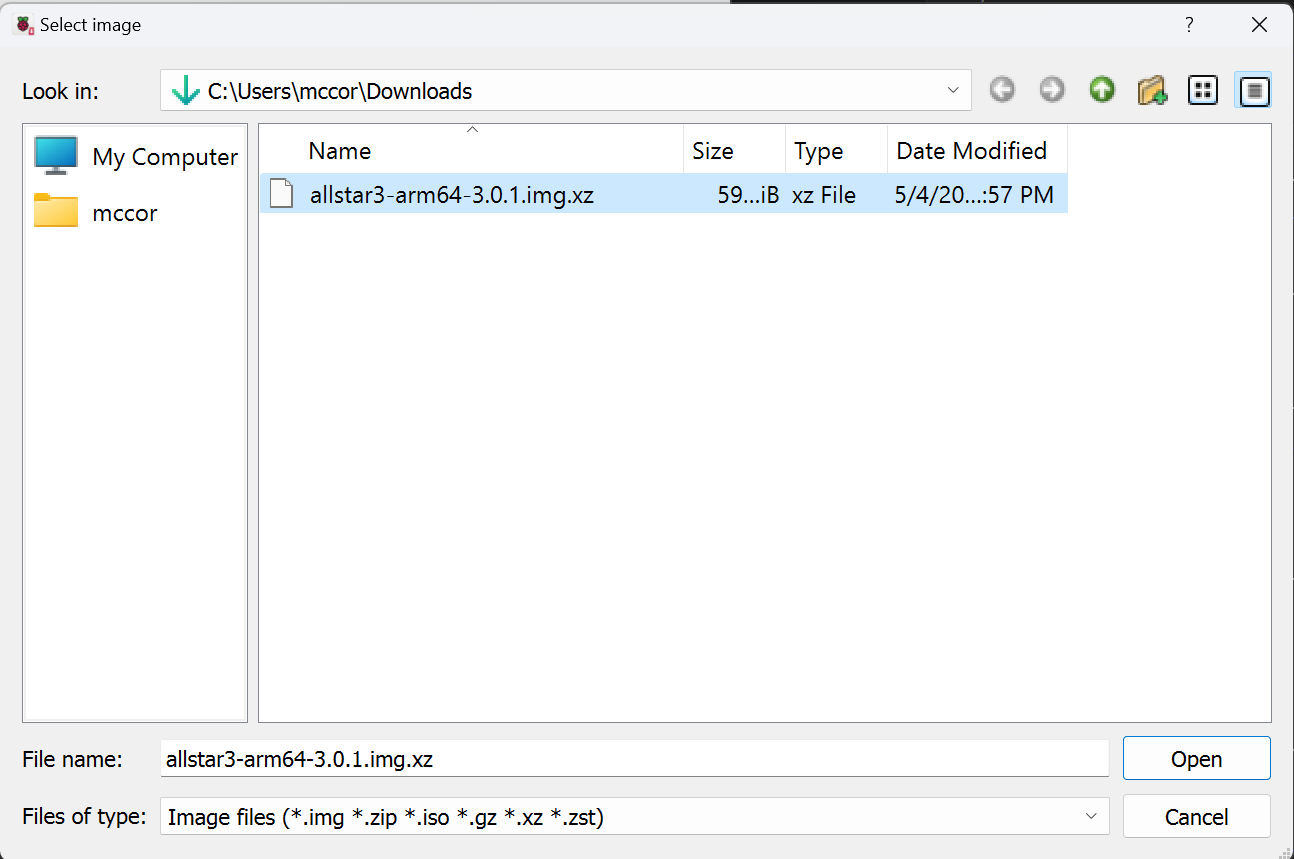 Select image
?
Look in:
C:\Users\mccor\Downloads
My Computer
mccor
Name Size Type Date Modified
allstar3-arm64-3.0.1.img.xz 59...iB xz File 5/4/20...:57 PM
File name: allstar3-arm64-3.0.1.img.xz Open
Files of type: Image files (*.img *.zip *.iso *.gz *.xz *.zst) Cancel